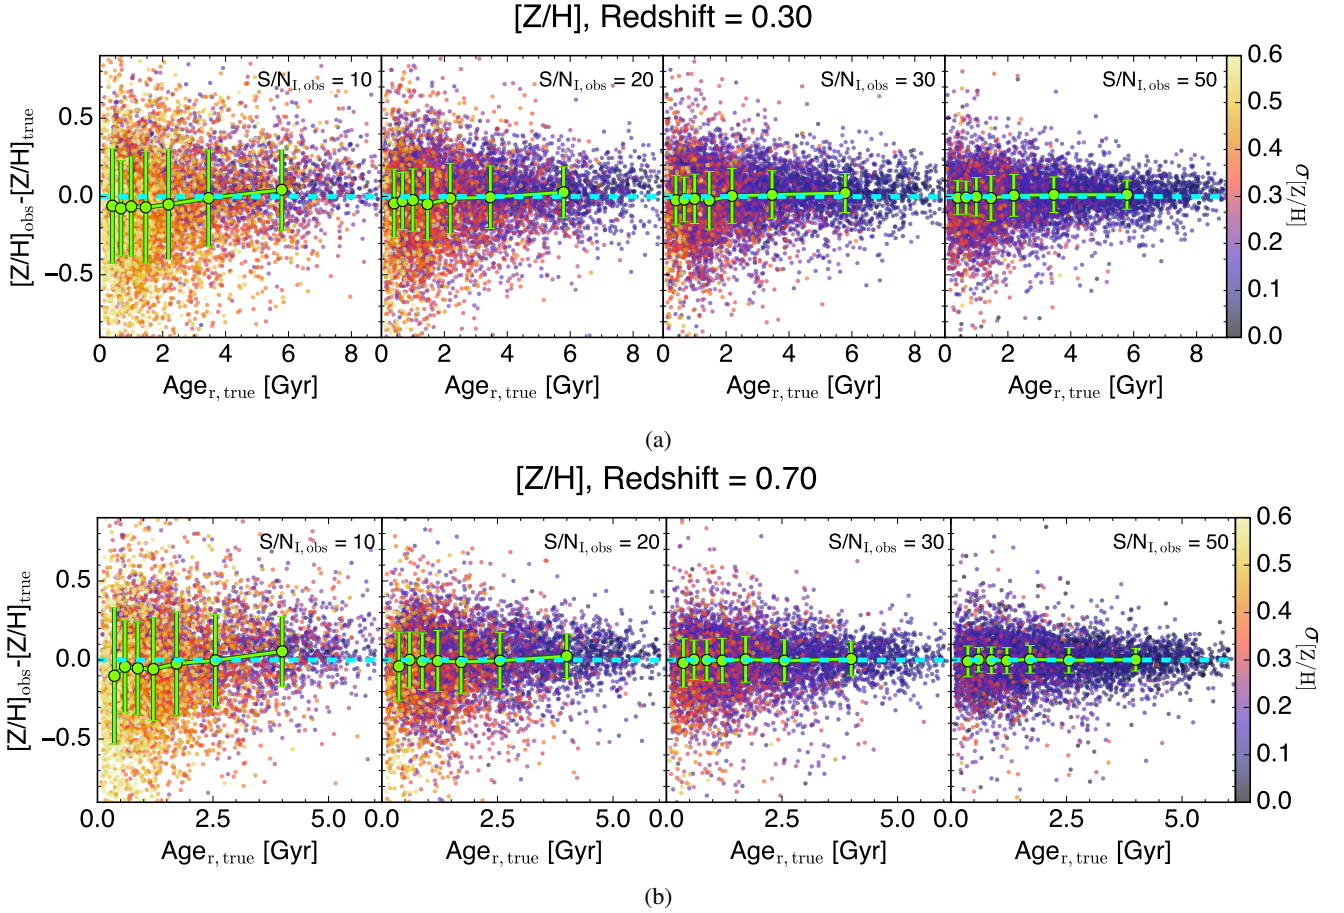 [Z/H], Redshift = 0.30
S/N_I,obs = 10
S/N_I,obs = 20
S/N_I,obs = 30
S/N_I,obs = 50
0.5
0.0
−0.5
[Z/H]_obs-[Z/H]_true
0 2 4 6 8
0 2 4 6 8
0 2 4 6 8
0 2 4 6 8
Age_r,true [Gyr]
Age_r,true [Gyr]
Age_r,true [Gyr]
Age_r,true [Gyr]
0.6
0.5
0.4
0.3
0.2
0.1
0.0
σ_[Z/H]
(a)
[Z/H], Redshift = 0.70
S/N_I,obs = 10
S/N_I,obs = 20
S/N_I,obs = 30
S/N_I,obs = 50
0.5
0.0
−0.5
[Z/H]_obs-[Z/H]_true
0.0 2.5 5.0
0.0 2.5 5.0
0.0 2.5 5.0
0.0 2.5 5.0
Age_r,true [Gyr]
Age_r,true [Gyr]
Age_r,true [Gyr]
Age_r,true [Gyr]
0.6
0.5
0.4
0.3
0.2
0.1
0.0
σ_[Z/H]
(b)